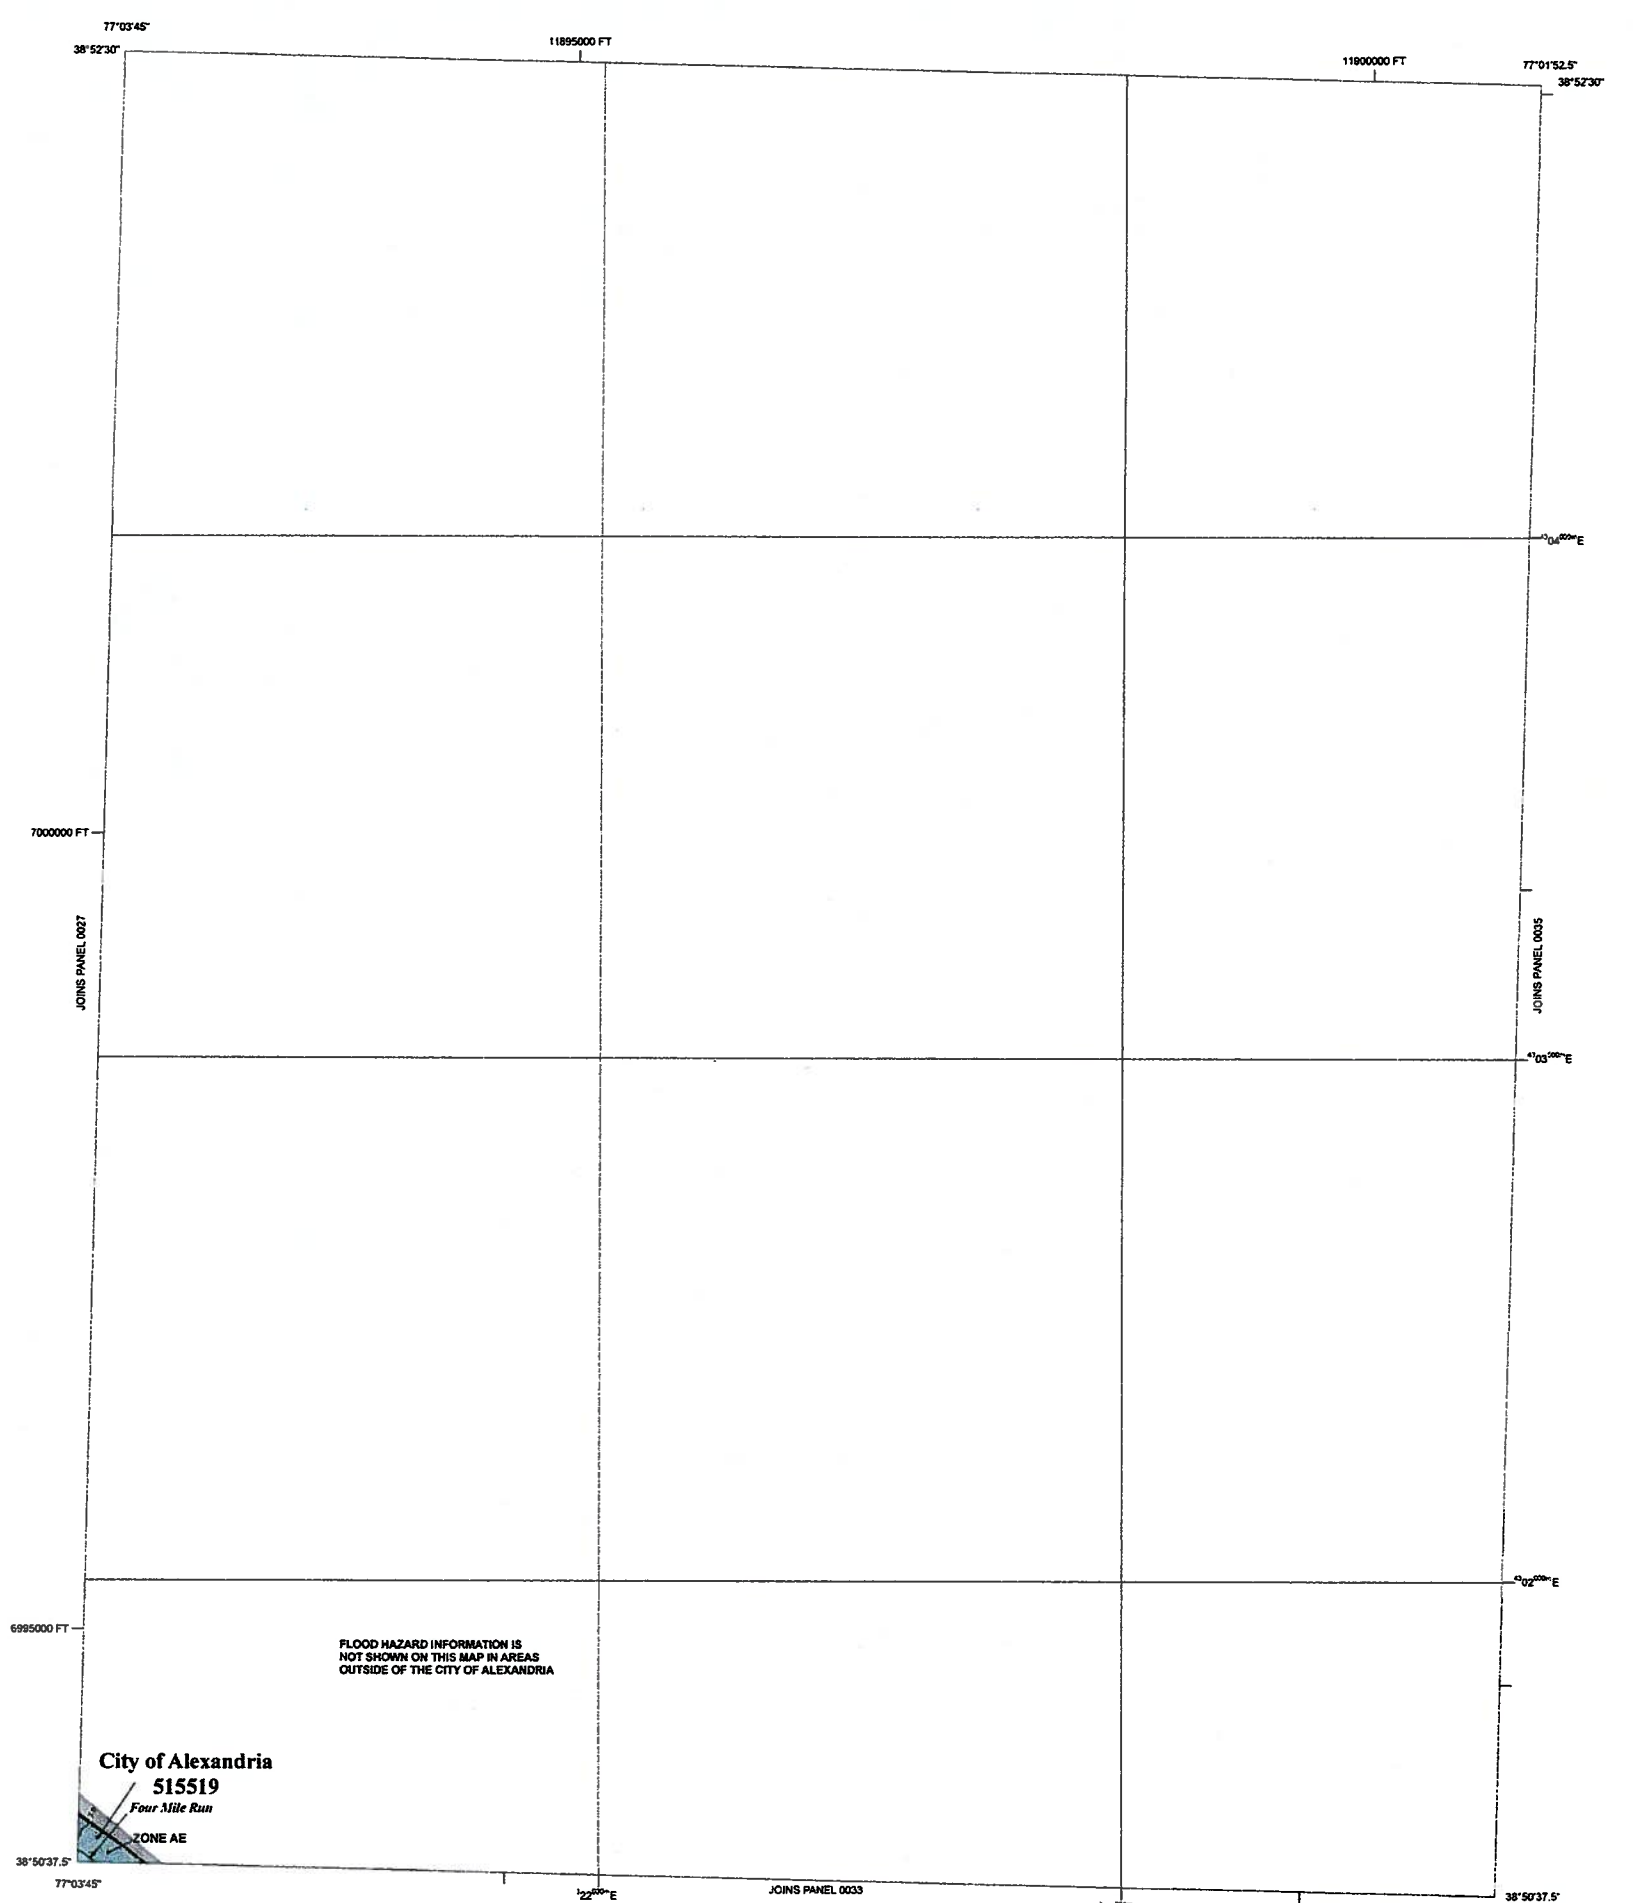 77°03'45"
38°52'30"
11895000 FT
11900000 FT
77°01'52.5"
38°52'30"
7000000 FT
JOINS PANEL 0027
JOINS PANEL 0035
6995000 FT
FLOOD HAZARD INFORMATION IS
NOT SHOWN ON THIS MAP IN AREAS
OUTSIDE OF THE CITY OF ALEXANDRIA
City of Alexandria
515519
Four Mile Run
ZONE AE
38°50'37.5"
77°03'45"
JOINS PANEL 0033
38°50'37.5"